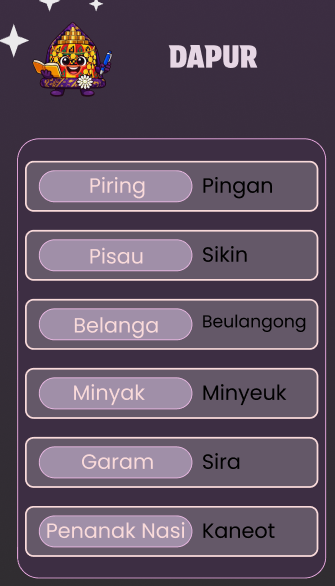 DAPUR
Piring Pingan
Pisau Sikin
Belanga Beulangong
Minyak Minyeuk
Garam Sira
Penanak Nasi Kaneot